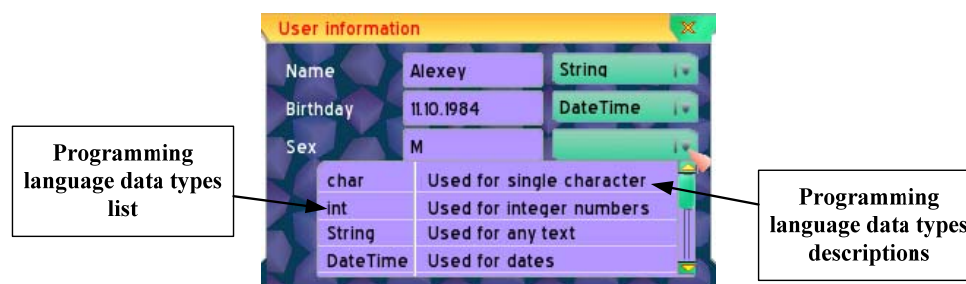 User information
Name Alexey String
Birthday 11.10.1984 DateTime
Sex M
char Used for single character
int Used for integer numbers
String Used for any text
DateTime Used for dates
Programming
language data types
list
Programming
language data types
descriptions